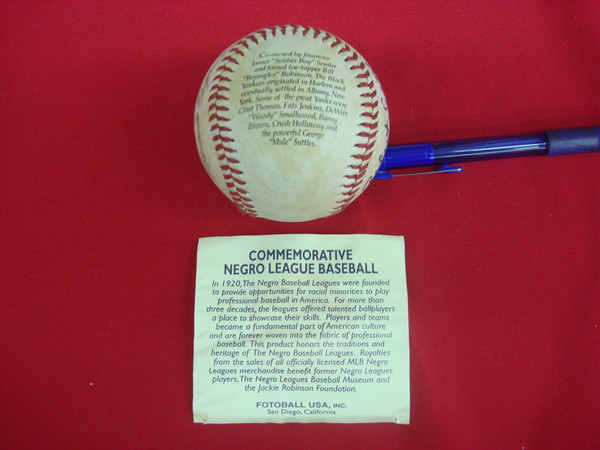 Co-owned by financier
James "Soldier Boy" Semler
and famed toe-tapper Bill
"Bojangles" Robinson, The Black
Yankees originated in Harlem and
eventually settled in Albany, New
York. Some of the great Yanks were
Clint Thomas, Fats Jenkins, DeWitt
"Woody" Smallwood, Barny
Brown, Crush Holloway and
the powerful George
"Mule" Suttles.
COMMEMORATIVE
NEGRO LEAGUE BASEBALL
In 1920, The Negro Baseball Leagues were founded
to provide opportunities for racial minorities to play
professional baseball in America. For more than
three decades, the leagues offered talented ballplayers
a place to showcase their skills. Players and teams
became a fundamental part of American culture
and are forever woven into the fabric of professional
baseball. This product honors the traditions and
heritage of The Negro Baseball Leagues. Royalties
from the sales of all officially licensed MLB Negro
Leagues merchandise benefit former Negro Leagues
players, The Negro Leagues Baseball Museum and
the Jackie Robinson Foundation.
FOTOBALL USA, INC.
San Diego, California